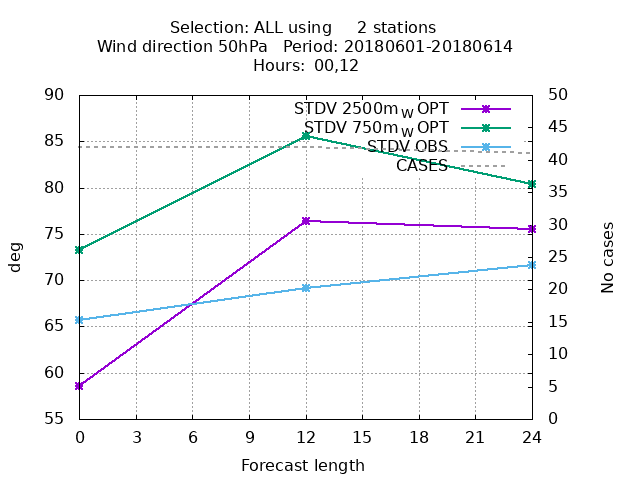 Selection: ALL using 2 stations
Wind direction 50hPa Period: 20180601-20180614
Hours: 00,12
STDV 2500m W OPT
STDV 750m W OPT
STDV OBS
CASES
90
85
80
75
70
65
60
55
deg
50
45
40
35
30
25
20
15
10
5
0
No cases
0 3 6 9 12 15 18 21 24
Forecast length